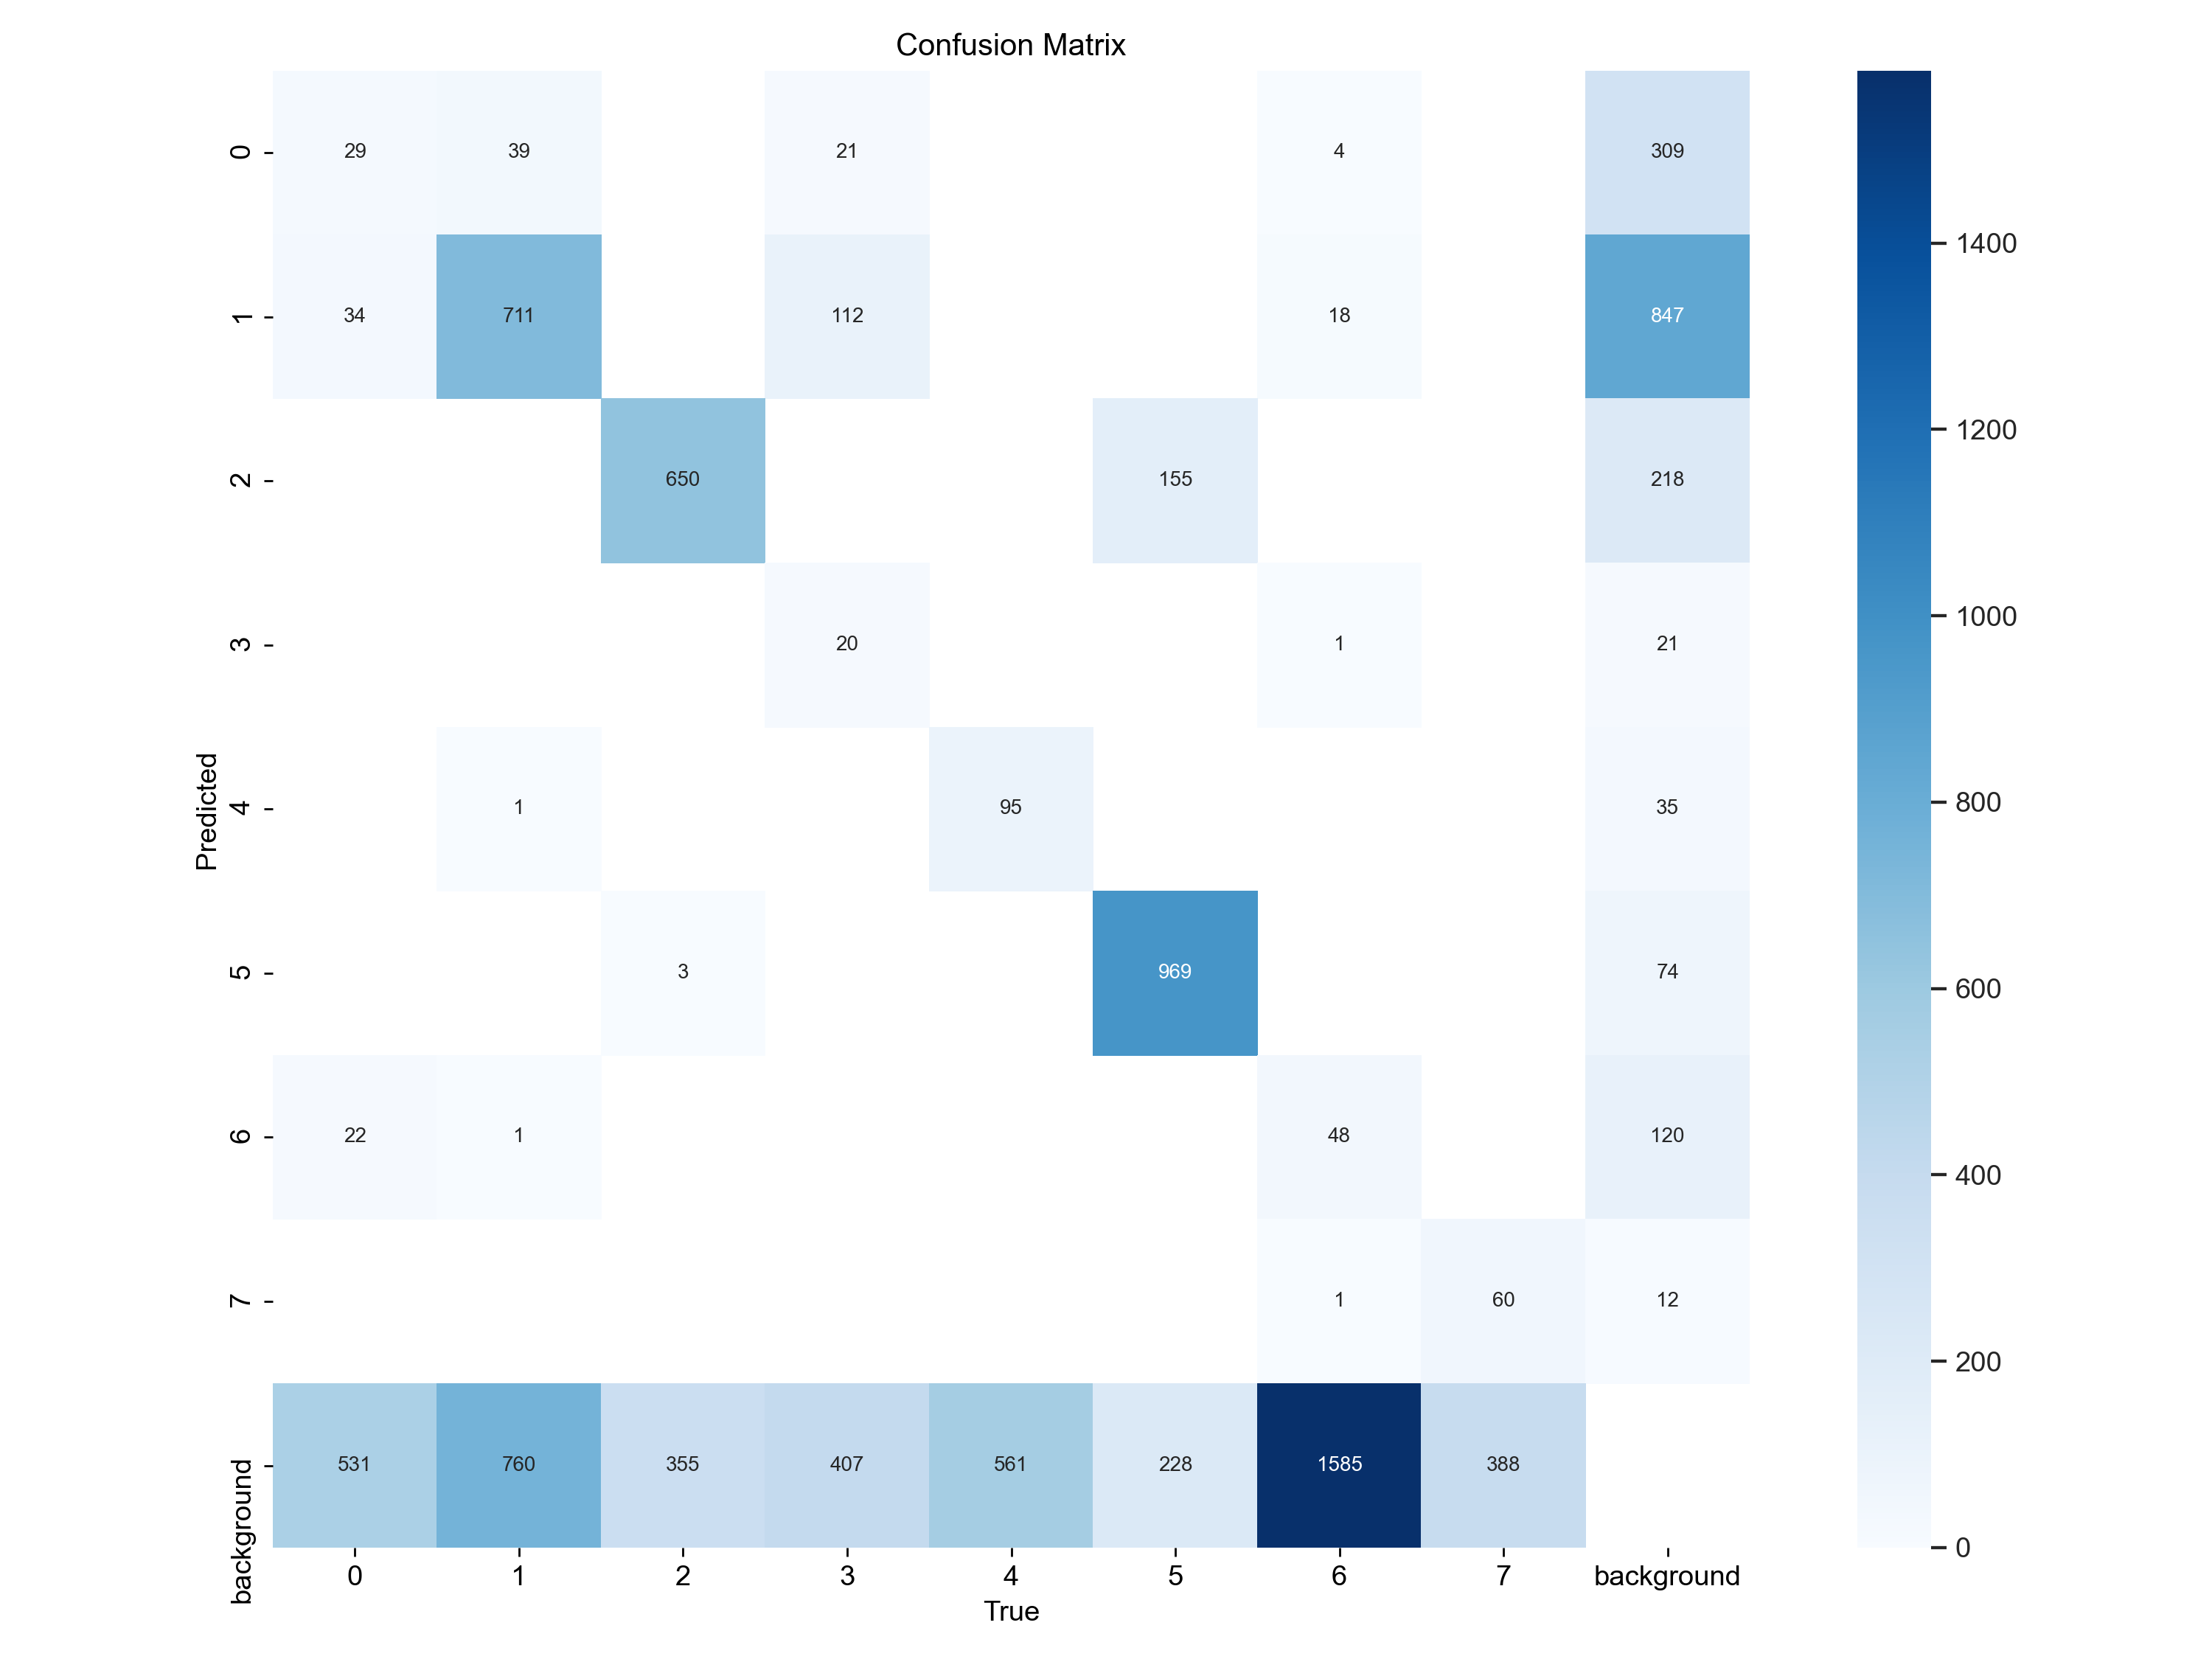 Confusion Matrix
0 29 39 21 4 309
1 34 711 112 18 847
2 650 155 218
3 20 1 21
4 1 95 35
5 3 969 74
6 22 1 48 120
7 1 60 12
background 531 760 355 407 561 228 1585 388
0 1 2 3 4 5 6 7 background
True
Predicted
1400
1200
1000
800
600
400
200
0